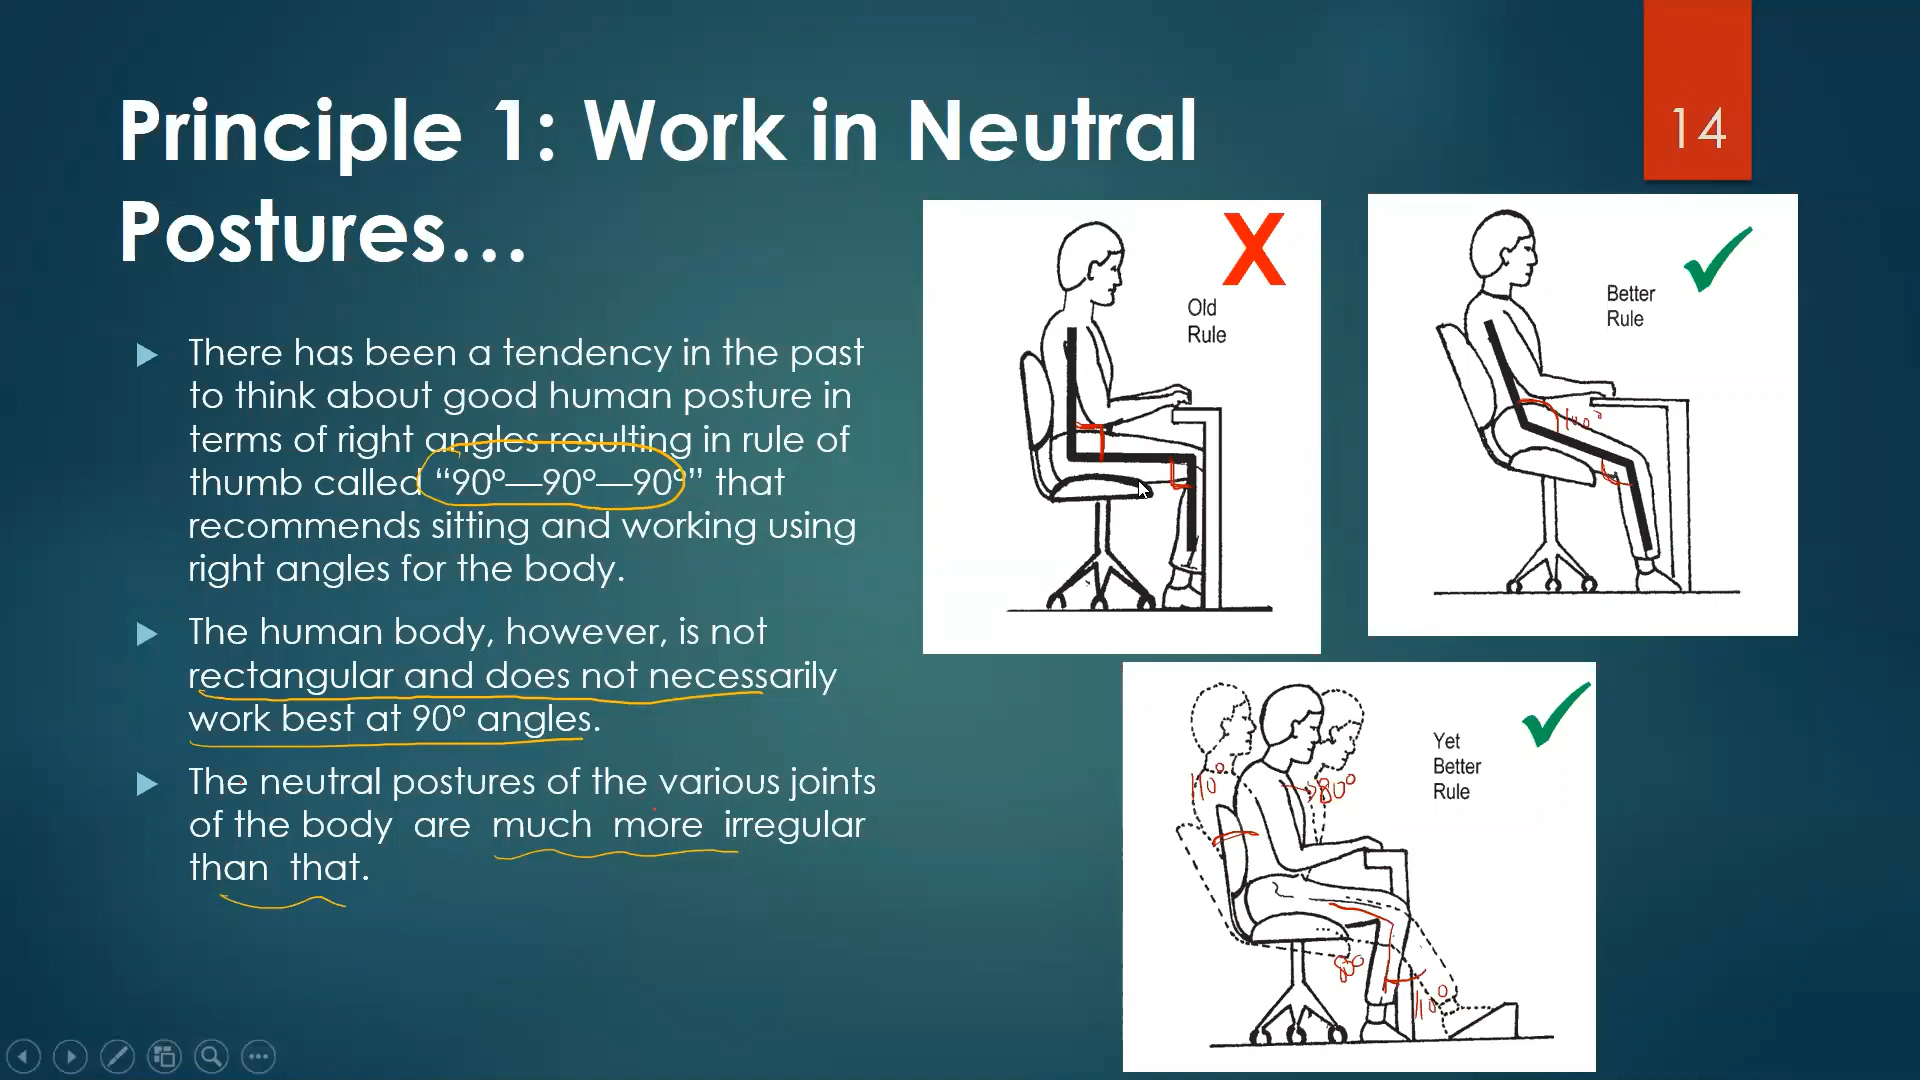 14
Principle 1: Work in Neutral
Postures...
There has been a tendency in the past
to think about good human posture in
terms of right angles resulting in rule of
thumb called “90°—90°—90°” that
recommends sitting and working using
right angles for the body.
The human body, however, is not
rectangular and does not necessarily
work best at 90° angles.
The neutral postures of the various joints
of the body are much more irregular
than that.
X
Old
Rule
Better
Rule
110°
Yet
Better
Rule
110°
80°
80°
110°